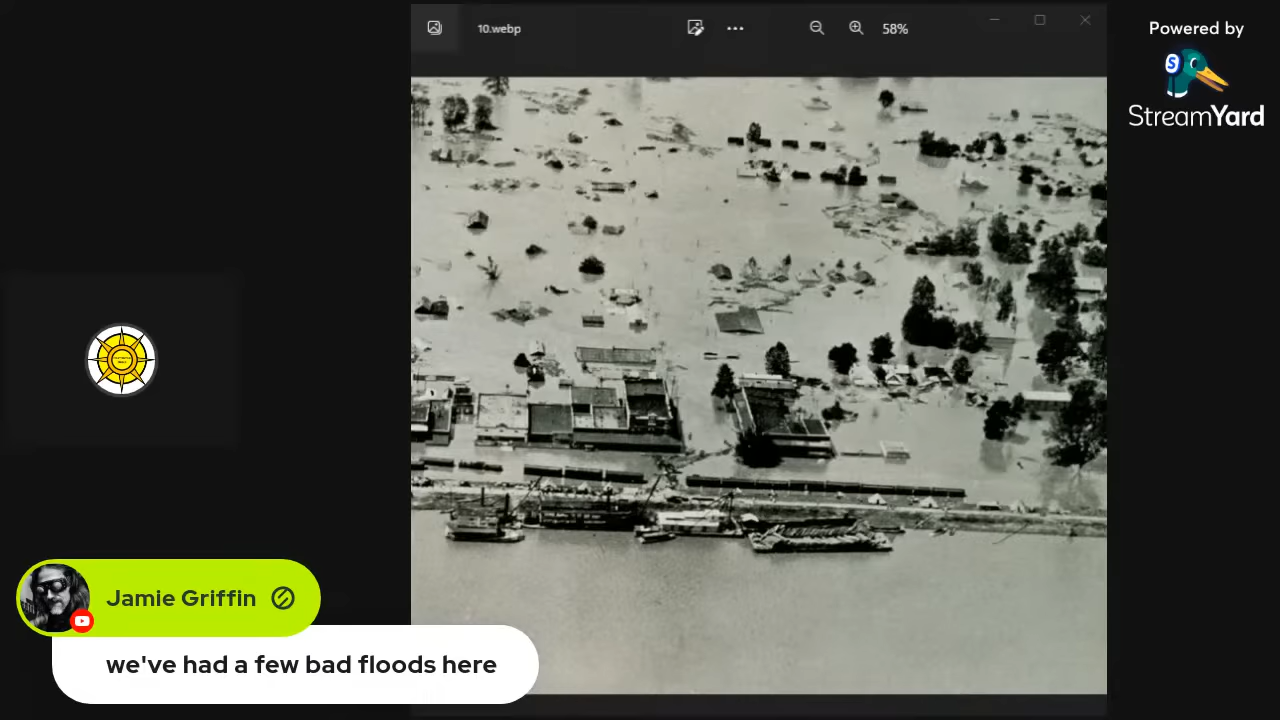 10.webp
58%
Powered by
S
StreamYard
Jamie Griffin
we've had a few bad floods here